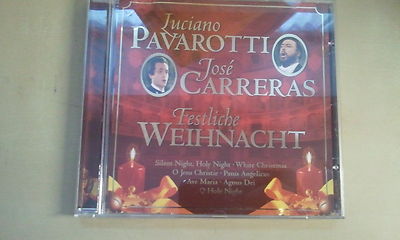 Luciano
PAVAROTTI
José
CARRERAS
Festliche
WEIHNACHT
Silent Night, Holy Night · White Christmas
O Jesu Christe · Panis Angelicus
Ave Maria · Agnus Dei
O Holy Night